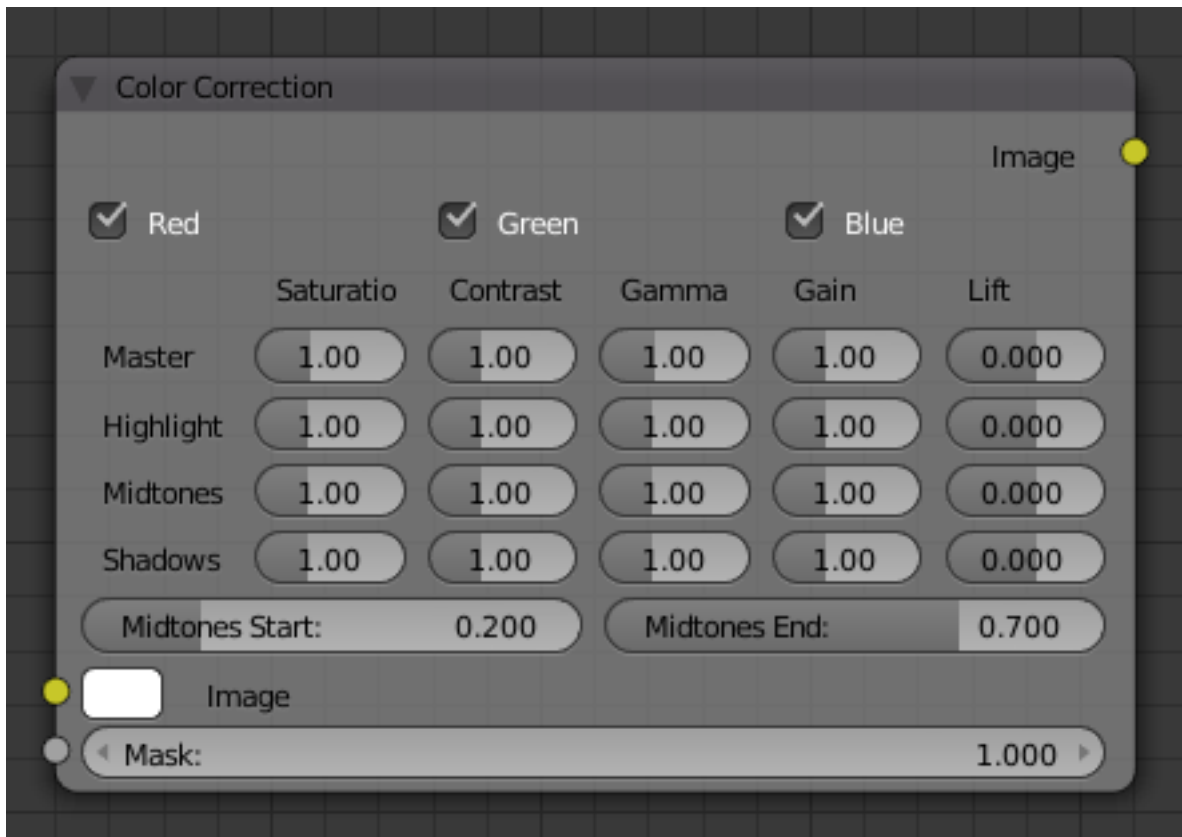 Color Correction
Image
Red Green Blue
Saturatio Contrast Gamma Gain Lift
Master 1.00 1.00 1.00 1.00 0.000
Highlight 1.00 1.00 1.00 1.00 0.000
Midtones 1.00 1.00 1.00 1.00 0.000
Shadows 1.00 1.00 1.00 1.00 0.000
Midtones Start: 0.200 Midtones End: 0.700
Image
Mask: 1.000